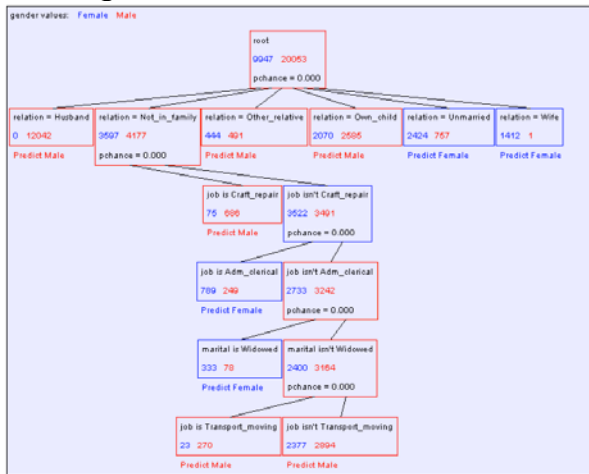 gender values: Female Male
root
9947 20053
pchance = 0.000
relation = Husband
0 12042
Predict Male
relation = Not_in_family
3597 4177
pchance = 0.000
relation = Other_relative
444 491
Predict Male
relation = Own_child
2070 2585
Predict Male
relation = Unmarried
2424 757
Predict Female
relation = Wife
1412 1
Predict Female
job is Craft_repair
75 686
Predict Male
job isn't Craft_repair
3522 3491
pchance = 0.000
job is Adm_clerical
789 249
Predict Female
job isn't Adm_clerical
2733 3242
pchance = 0.000
marital is Widowed
333 78
Predict Female
marital isn't Widowed
2400 3164
pchance = 0.000
job is Transport_moving
23 270
Predict Male
job isn't Transport_moving
2377 2894
Predict Male